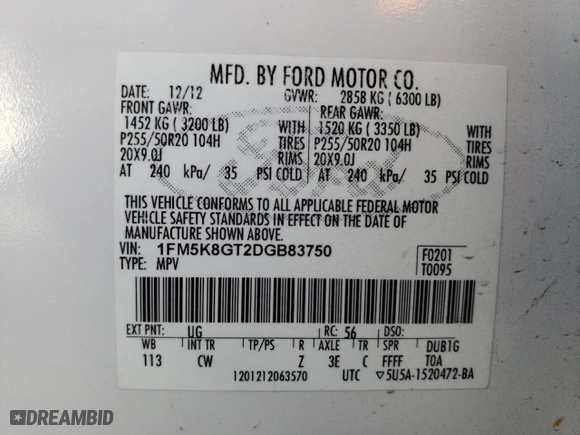 MFD. BY FORD MOTOR CO.
DATE: 12/12 GVWR: 2858 KG ( 6300 LB)
FRONT GAWR: REAR GAWR:
1452 KG ( 3200 LB) WITH 1520 KG ( 3350 LB) WITH
P255/50R20 104H TIRES P255/50R20 104H TIRES
20X9.0J RIMS 20X9.0J RIMS
AT 240 kPa/ 35 PSI COLD AT 240 kPa/ 35 PSI COLD
THIS VEHICLE CONFORMS TO ALL APPLICABLE FEDERAL MOTOR
VEHICLE SAFETY STANDARDS IN EFFECT ON THE DATE OF
MANUFACTURE SHOWN ABOVE.
VIN: 1FM5K8GT2DGB83750 F0201
TYPE: MPV T0095
EXT PNT: UG RC: 56 DSO:
WB INT TR TP/PS R AXLE TR SPR DUB1G
113 CW Z 3E C FFFF TOA
1201212063570 UTC ▽5U5A-1520472-BA
Ford
DREAMBID